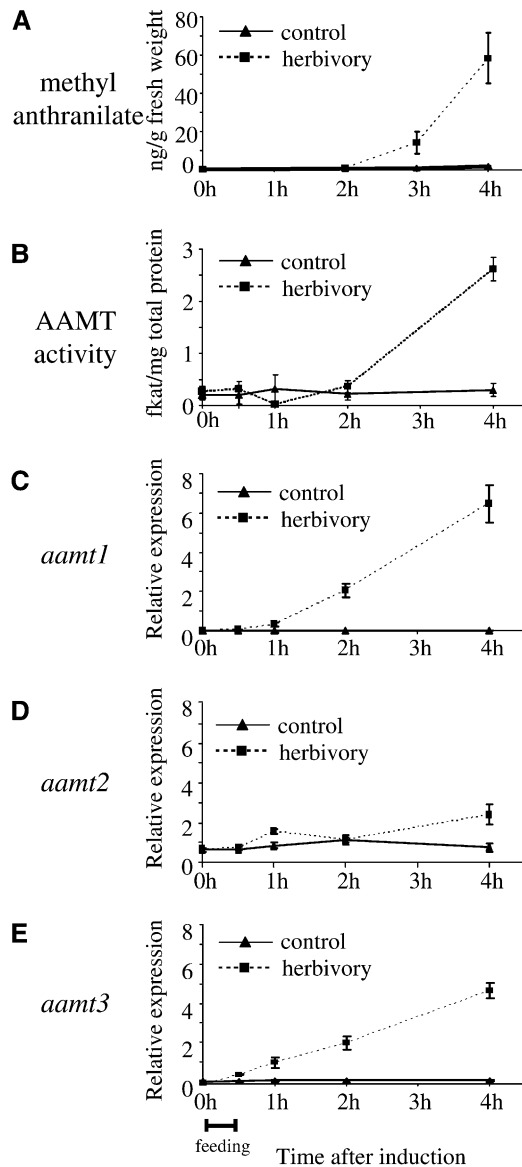 A
methyl
anthranilate
ng/g fresh weight
control
herbivory
80
60
40
20
0
0h 1h 2h 3h 4h
B
AAMT
activity
fkat/mg total protein
control
herbivory
3
2
1
0
0h 1h 2h 3h 4h
C
aamt1
Relative expression
control
herbivory
8
6
4
2
0
0h 1h 2h 3h 4h
D
aamt2
Relative expression
control
herbivory
8
6
4
2
0
0h 1h 2h 3h 4h
E
aamt3
Relative expression
control
herbivory
8
6
4
2
0
0h 1h 2h 3h 4h
feeding
Time after induction